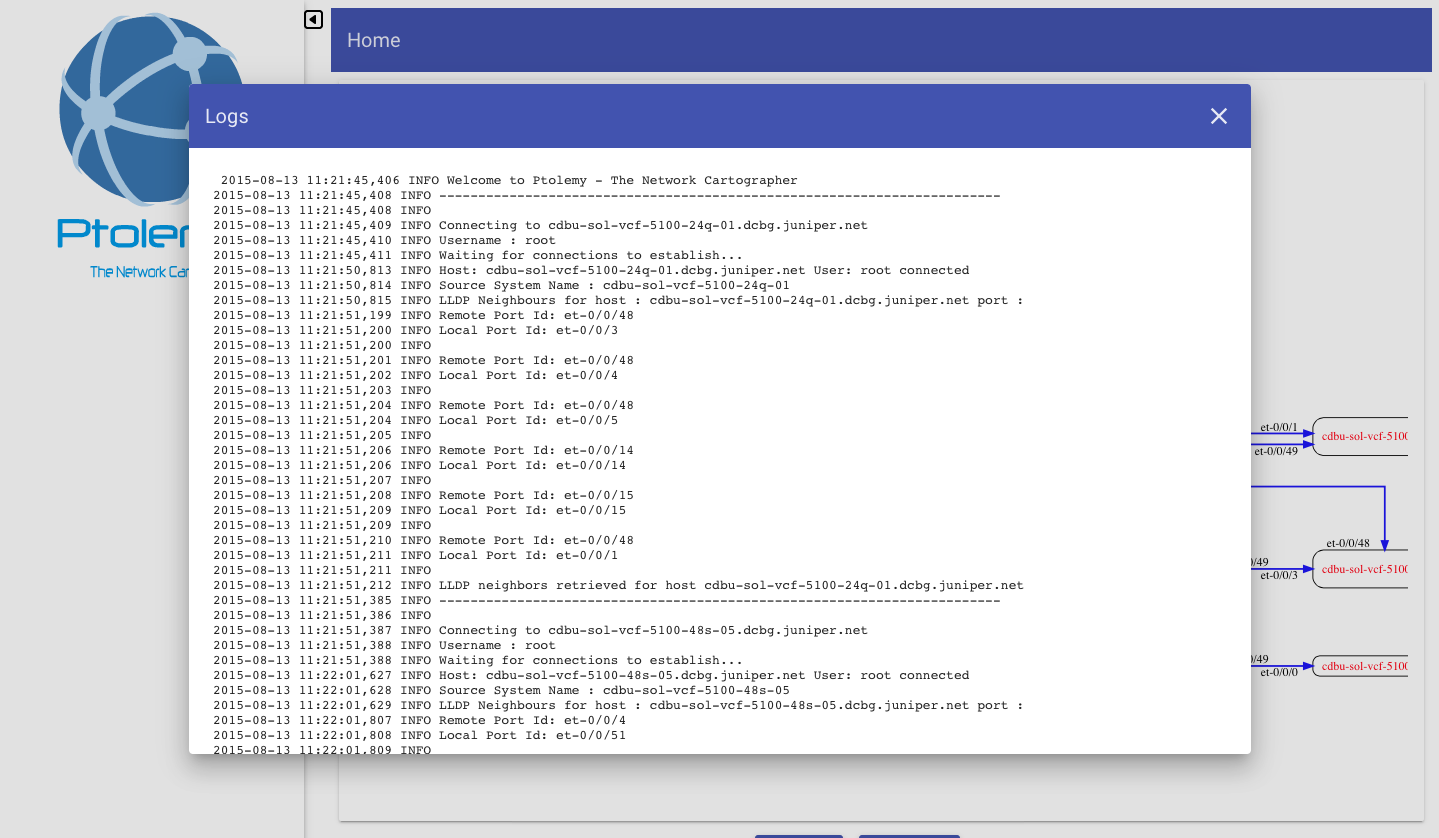 Home
Ptolem
The Network Car
Logs
2015-08-13 11:21:45,406 INFO Welcome to Ptolemy - The Network Cartographer
2015-08-13 11:21:45,408 INFO ------------------------------------------------------------------------
2015-08-13 11:21:45,408 INFO
2015-08-13 11:21:45,409 INFO Connecting to cdbu-sol-vcf-5100-24q-01.dcbg.juniper.net
2015-08-13 11:21:45,410 INFO Username : root
2015-08-13 11:21:45,411 INFO Waiting for connections to establish...
2015-08-13 11:21:50,813 INFO Host: cdbu-sol-vcf-5100-24q-01.dcbg.juniper.net User: root connected
2015-08-13 11:21:50,814 INFO Source System Name : cdbu-sol-vcf-5100-24q-01
2015-08-13 11:21:50,815 INFO LLDP Neighbours for host : cdbu-sol-vcf-5100-24q-01.dcbg.juniper.net port :
2015-08-13 11:21:51,199 INFO Remote Port Id: et-0/0/48
2015-08-13 11:21:51,200 INFO Local Port Id: et-0/0/3
2015-08-13 11:21:51,200 INFO
2015-08-13 11:21:51,201 INFO Remote Port Id: et-0/0/48
2015-08-13 11:21:51,202 INFO Local Port Id: et-0/0/4
2015-08-13 11:21:51,203 INFO
2015-08-13 11:21:51,204 INFO Remote Port Id: et-0/0/48
2015-08-13 11:21:51,204 INFO Local Port Id: et-0/0/5
2015-08-13 11:21:51,205 INFO
2015-08-13 11:21:51,206 INFO Remote Port Id: et-0/0/14
2015-08-13 11:21:51,206 INFO Local Port Id: et-0/0/14
2015-08-13 11:21:51,207 INFO
2015-08-13 11:21:51,208 INFO Remote Port Id: et-0/0/15
2015-08-13 11:21:51,209 INFO Local Port Id: et-0/0/15
2015-08-13 11:21:51,209 INFO
2015-08-13 11:21:51,210 INFO Remote Port Id: et-0/0/48
2015-08-13 11:21:51,211 INFO Local Port Id: et-0/0/1
2015-08-13 11:21:51,211 INFO
2015-08-13 11:21:51,212 INFO LLDP neighbors retrieved for host cdbu-sol-vcf-5100-24q-01.dcbg.juniper.net
2015-08-13 11:21:51,385 INFO ------------------------------------------------------------------------
2015-08-13 11:21:51,386 INFO
2015-08-13 11:21:51,387 INFO Connecting to cdbu-sol-vcf-5100-48s-05.dcbg.juniper.net
2015-08-13 11:21:51,388 INFO Username : root
2015-08-13 11:21:51,388 INFO Waiting for connections to establish...
2015-08-13 11:22:01,627 INFO Host: cdbu-sol-vcf-5100-48s-05.dcbg.juniper.net User: root connected
2015-08-13 11:22:01,628 INFO Source System Name : cdbu-sol-vcf-5100-48s-05
2015-08-13 11:22:01,629 INFO LLDP Neighbours for host : cdbu-sol-vcf-5100-48s-05.dcbg.juniper.net port :
2015-08-13 11:22:01,807 INFO Remote Port Id: et-0/0/4
2015-08-13 11:22:01,808 INFO Local Port Id: et-0/0/51
2015-08-13 11:22:01,809 INFO
et-0/0/1
cdbu-sol-vcf-5100
et-0/0/49
et-0/0/48
/49
cdbu-sol-vcf-5100
et-0/0/3
/49
cdbu-sol-vcf-5100
et-0/0/0